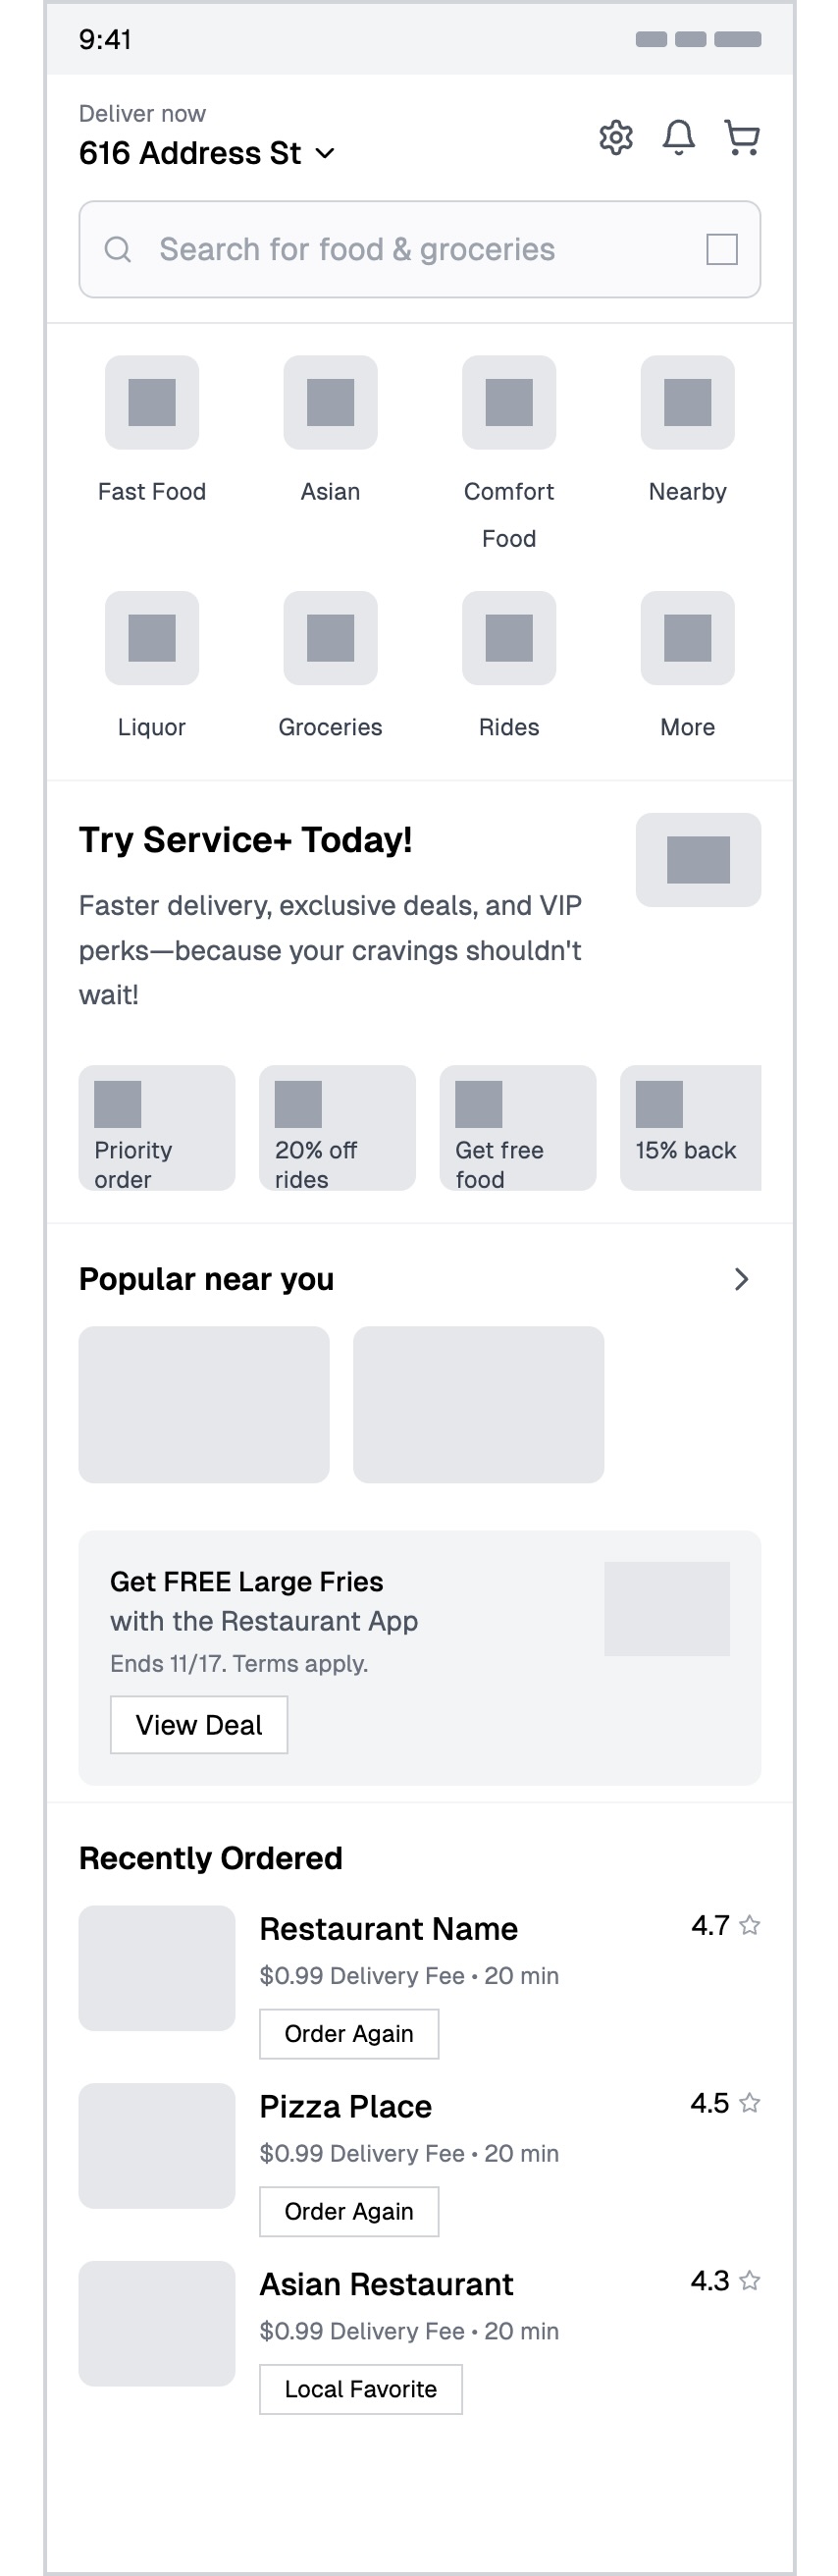 9:41
Deliver now
616 Address St
Search for food & groceries
Fast Food
Asian
Comfort
Food
Nearby
Liquor
Groceries
Rides
More
Try Service+ Today!
Faster delivery, exclusive deals, and VIP
perks—because your cravings shouldn't
wait!
Priority
order
20% off
rides
Get free
food
15% back
Popular near you
Get FREE Large Fries
with the Restaurant App
Ends 11/17. Terms apply.
View Deal
Recently Ordered
Restaurant Name
4.7
$0.99 Delivery Fee • 20 min
Order Again
Pizza Place
4.5
$0.99 Delivery Fee • 20 min
Order Again
Asian Restaurant
4.3
$0.99 Delivery Fee • 20 min
Local Favorite